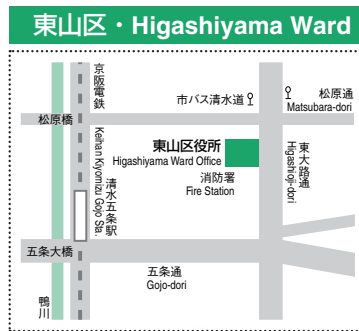 東山区・Higashiyama Ward
京阪電鉄
市バス清水道
松原通
Matsubara-dori
松原橋
東山区役所
Higashiyama Ward Office
消防署
Fire Station
東大路通
Higashioji-dori
Keihan Kiyomizu Gojo Sta.
清水五条駅
五条大橋
五条通
Gojo-dori
鴨川